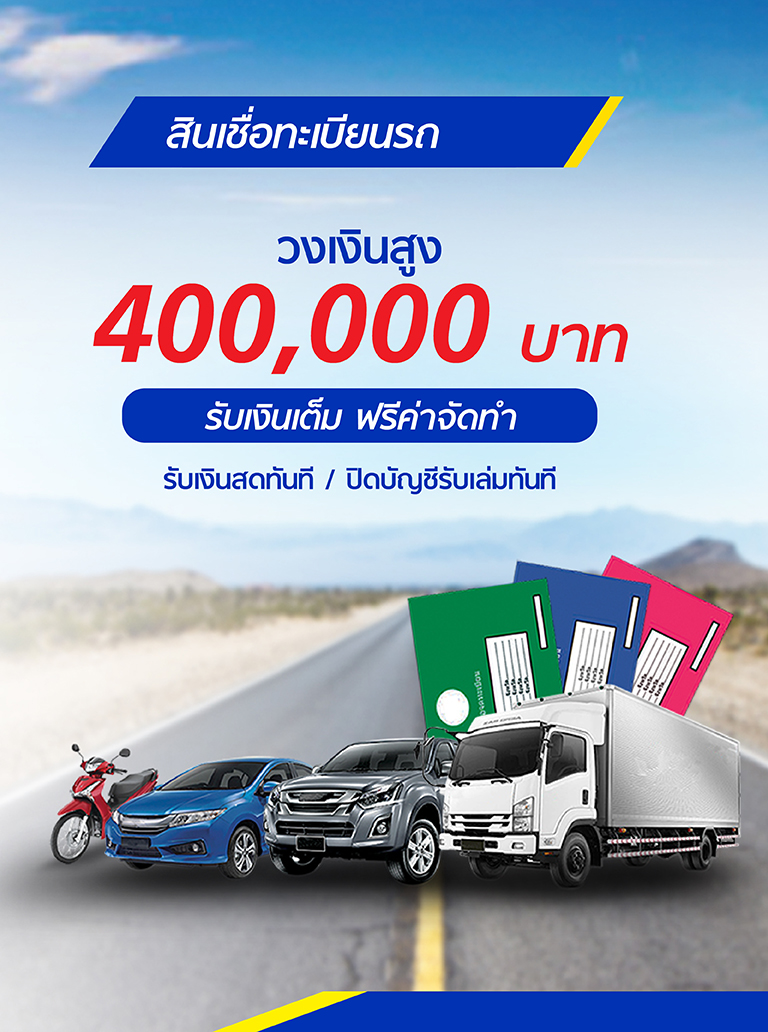 สินเชื่อทะเบียนรถ
วงเงินสูง
400,000 บาท
รับเงินเต็ม ฟรีค่าจัดทำ
รับเงินสดทันที / ปิดบัญชีรับเล่มทันที